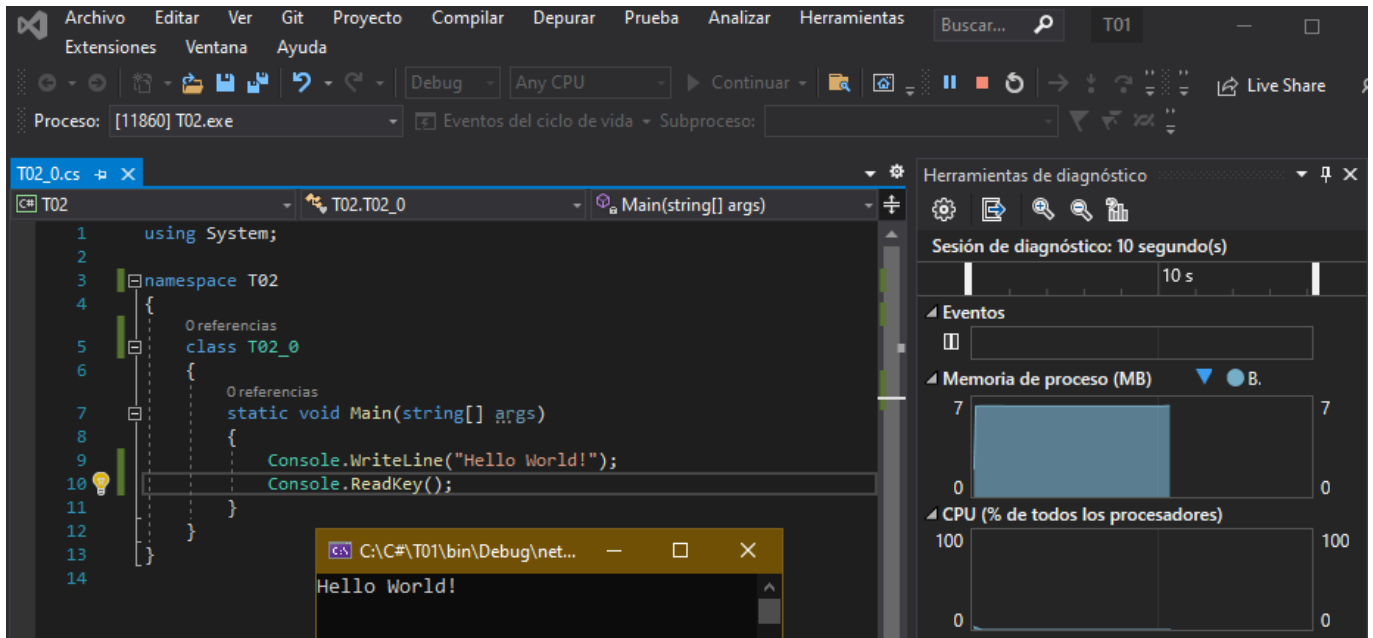 Archivo Editar Ver Git Proyecto Compilar Depurar Prueba Analizar Herramientas Buscar... T01
Extensiones Ventana Ayuda
Debug Any CPU Continuar Live Share
Proceso: [11860] T02.exe Eventos del ciclo de vida Subproceso:
T02_0.cs
C# T02 T02.T02_0 Main(string[] args)
1 using System;
2
3 namespace T02
4 {
0 referencias
5 class T02_0
6 {
0 referencias
7 static void Main(string[] args)
8 {
9 Console.WriteLine("Hello World!");
10 Console.ReadKey();
11 }
12 }
13 }
14
C:\C#\T01\bin\Debug\net...
Hello World!
Herramientas de diagnóstico
Sesión de diagnóstico: 10 segundo(s)
10 s
Eventos
Memoria de proceso (MB) B.
7 7
0 0
CPU (% de todos los procesadores)
100 100
0 0